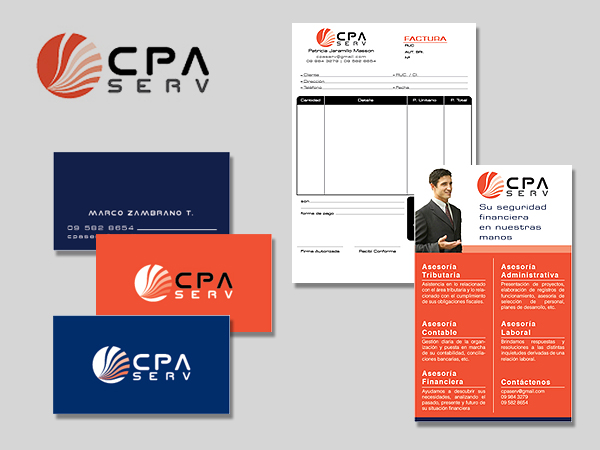 CPA
SERV
MARCO ZAMBRANO T.
09 582 8654
CPA
SERV
CPA
SERV
CPA
SERV
Patricia Jaramillo Masson
cpaserv@gmail.com
09 984 3279 | 09 582 8654
FACTURA
RUC
AUT. SRI.
Nº
Cliente
RUC. / CI.
Dirección
Teléfono
Fecha
Cantidad Detalle P. Unitario P. Total
son
forma de pago
Firma Autorizada Recibí Conforme
CPA
SERV
Su seguridad
financiera
en nuestras
manos
Asesoría
Tributaria
Asistencia en lo relacionado
con el área tributaria y lo rela-
cionado con el cumplimiento
de sus obligaciones fiscales.
Asesoría
Administrativa
Presentación de proyectos,
elaboración de registros de
funcionamiento, asesoría de
selección de personal,
planes de desarrollo, etc.
Asesoría
Contable
Gestión diaria de la organ-
ización y puesta en marcha
de su contabilidad, concilia-
ciones bancarias, etc.
Asesoría
Laboral
Brindamos respuestas y
resoluciones a las distintas
inquietudes derivadas de una
relación laboral.
Asesoría
Financiera
Ayudamos a descubrir sus
necesidades, analizando el
pasado, presente y futuro de
su situación financiera
Contáctenos
cpaserv@gmail.com
09 984 3279
09 582 8654